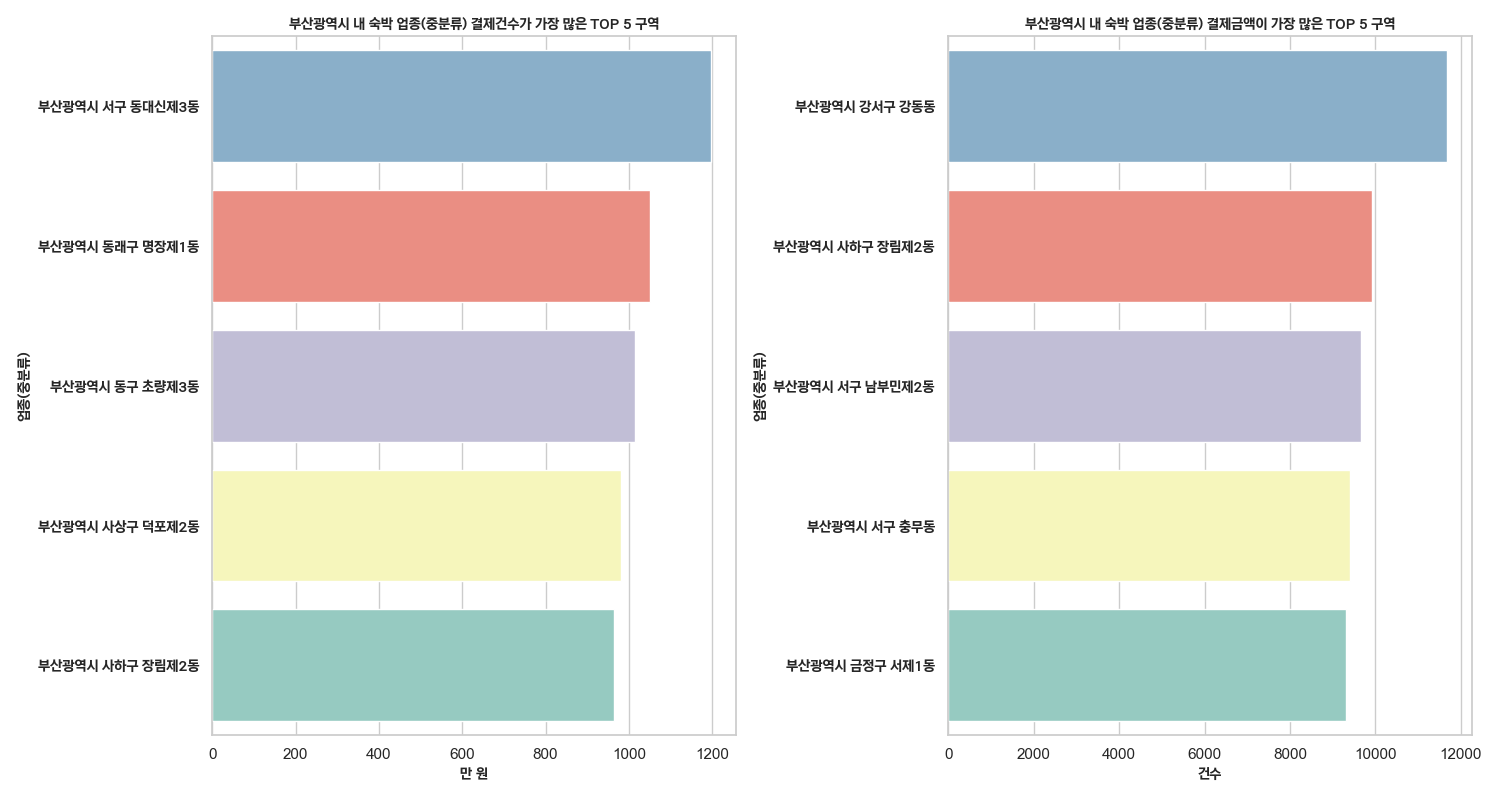 부산광역시 내 숙박 업종(중분류) 결제건수가 가장 많은 TOP 5 구역
업종(중분류)
부산광역시 서구 동대신제3동
부산광역시 동래구 명장제1동
부산광역시 동구 초량제3동
부산광역시 사상구 덕포제2동
부산광역시 사하구 장림제2동
0 200 400 600 800 1000 1200
만 원
부산광역시 내 숙박 업종(중분류) 결제금액이 가장 많은 TOP 5 구역
업종(중분류)
부산광역시 강서구 강동동
부산광역시 사하구 장림제2동
부산광역시 서구 남부민제2동
부산광역시 서구 충무동
부산광역시 금정구 서제1동
0 2000 4000 6000 8000 10000 12000
건수